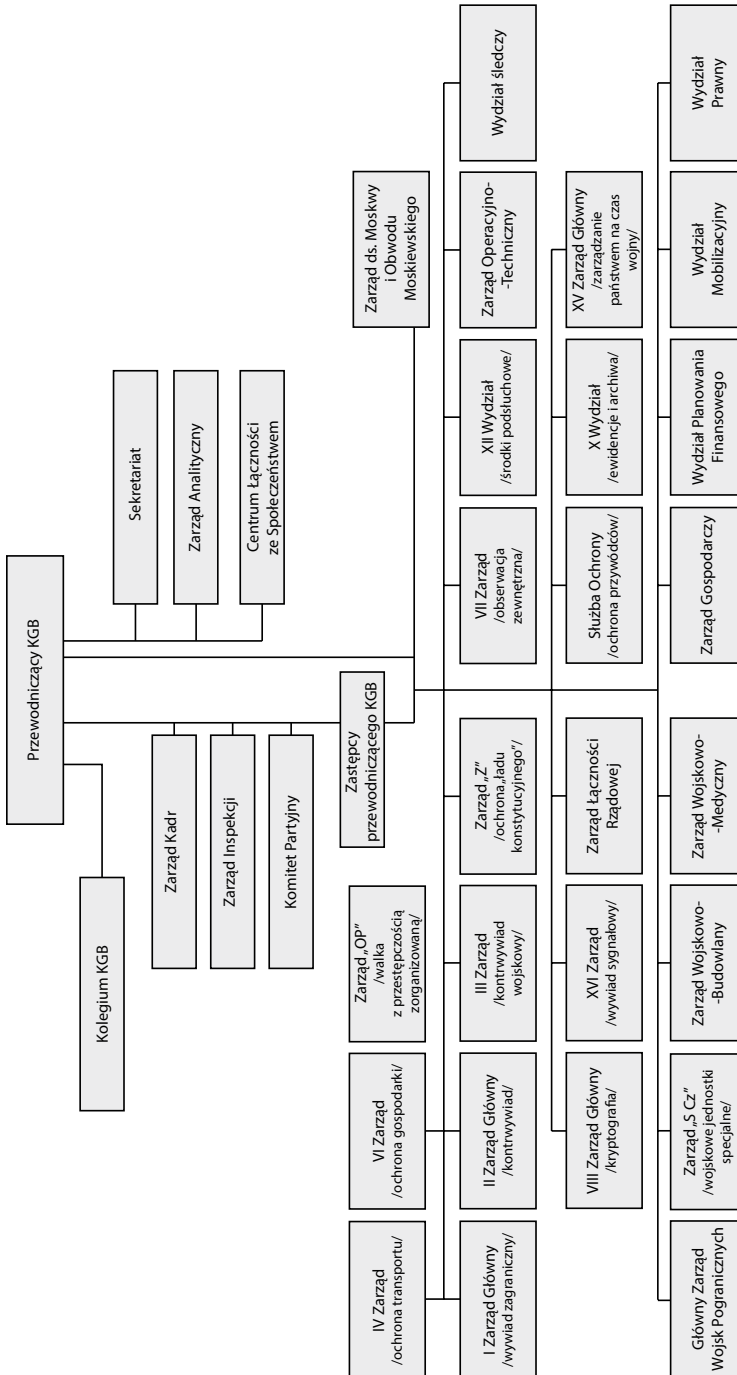 Przewodniczący KGB
Kolegium KGB
Sekretariat
Zarząd Analityczny
Centrum Łączności
ze Społeczeństwem
Zarząd Kadr
Zarząd Inspekcji
Komitet Partyjny
Zastępcy
przewodniczącego KGB
Zarząd ds. Moskwy
i Obwodu
Moskiewskiego
IV Zarząd
/ochrona transportu/
VI Zarząd
/ochrona gospodarki/
Zarząd „OP”
/walka
z przestępczością
zorganizowaną/
I Zarząd Główny
/wywiad zagraniczny/
II Zarząd Główny
/kontrwywiad/
III Zarząd
/kontrwywiad
wojskowy/
Zarząd „Z”
/ochrona „ładu
konstytucyjnego”/
VII Zarząd
/obserwacja
zewnętrzna/
XII Wydział
/środki podsłuchowe/
Zarząd Operacyjno-
-Techniczny
Wydział śledczy
VIII Zarząd Główny
/kryptografia/
XVI Zarząd
/wywiad sygnałowy/
Zarząd Łączności
Rządowej
Służba Ochrony
/ochrona przywódców/
X Wydział
/ewidencje i archiwa/
XV Zarząd Główny
/zarządzanie
państwem na czas
wojny/
Główny Zarząd
Wojsk Pogranicznych
Zarząd „S Cz”
/wojskowe jednostki
specjalne/
Zarząd Wojskowo-
-Budowlany
Zarząd Wojskowo-
-Medyczny
Zarząd Gospodarczy
Wydział Planowania
Finansowego
Wydział
Mobilizacyjny
Wydział
Prawny